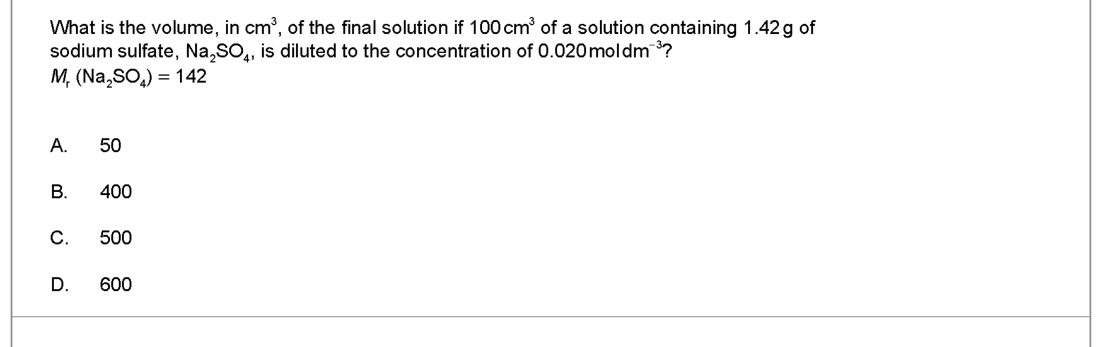 What is the volume, in cm³, of the final solution if 100 cm³ of a solution containing 1.42 g of
sodium sulfate, Na₂SO₄, is diluted to the concentration of 0.020 mol dm⁻³?
Mᵣ (Na₂SO₄) = 142
A. 50
B. 400
C. 500
D. 600